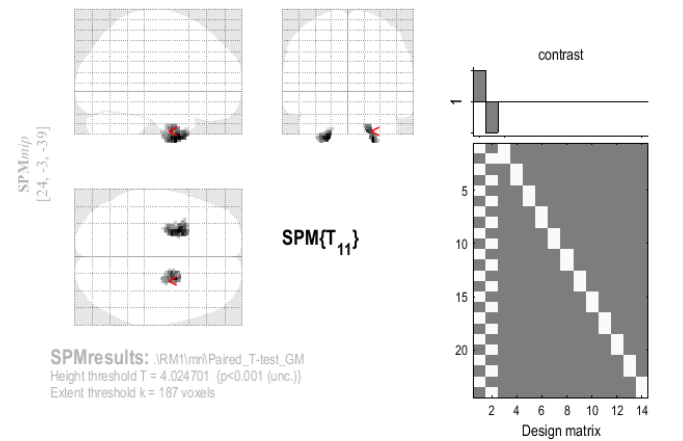 SPMmip
[24, -3, -39]
SPM{T11}
SPMresults: .\RM1\mri\Paired_T-test_GM
Height threshold T = 4.024701 {p<0.001 (unc.)}
Extent threshold k = 187 voxels
contrast
1
5
10
15
20
2 4 6 8 10 12 14
Design matrix